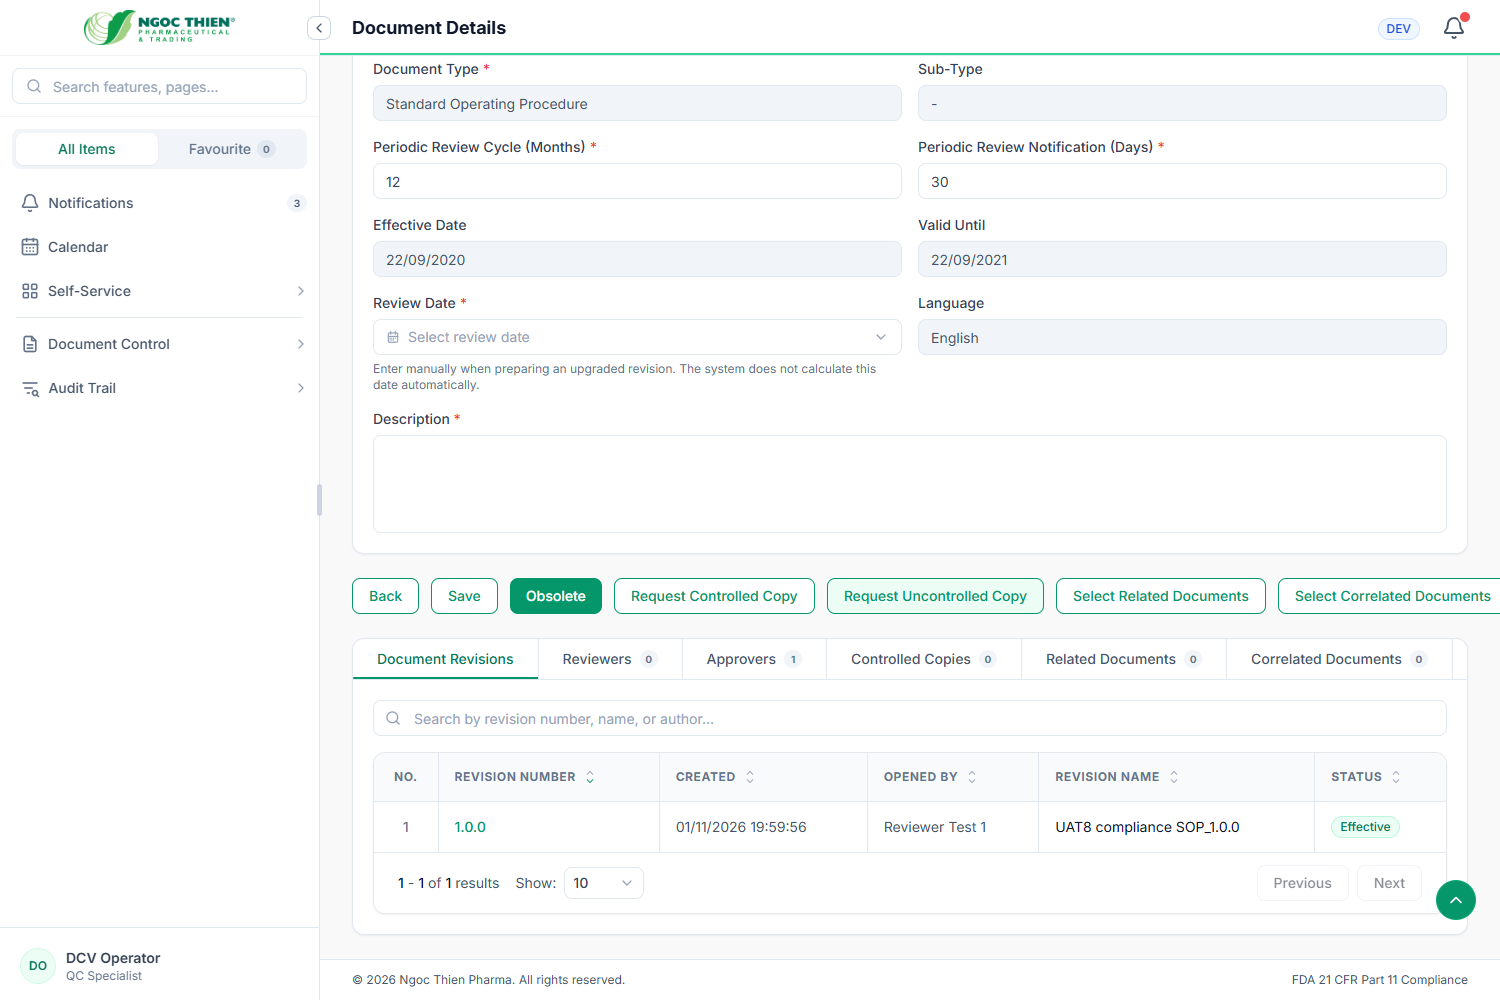 NGOC THIEN®
PHARMACEUTICAL
& TRADING
Search features, pages...
All Items
Favourite 0
Notifications 3
Calendar
Self-Service
Document Control
Audit Trail
DO
DCV Operator
QC Specialist
Document Details
DEV
Document Type *
Sub-Type
Standard Operating Procedure
-
Periodic Review Cycle (Months) *
Periodic Review Notification (Days) *
12
30
Effective Date
Valid Until
22/09/2020
22/09/2021
Review Date *
Language
Select review date
English
Enter manually when preparing an upgraded revision. The system does not calculate this
date automatically.
Description *
Back
Save
Obsolete
Request Controlled Copy
Request Uncontrolled Copy
Select Related Documents
Select Correlated Documents
Document Revisions
Reviewers 0
Approvers 1
Controlled Copies 0
Related Documents 0
Correlated Documents 0
Search by revision number, name, or author...
NO. REVISION NUMBER CREATED OPENED BY REVISION NAME STATUS
1 1.0.0 01/11/2026 19:59:56 Reviewer Test 1 UAT8 compliance SOP_1.0.0 Effective
1 - 1 of 1 results Show: 10
Previous
Next
© 2026 Ngoc Thien Pharma. All rights reserved.
FDA 21 CFR Part 11 Compliance